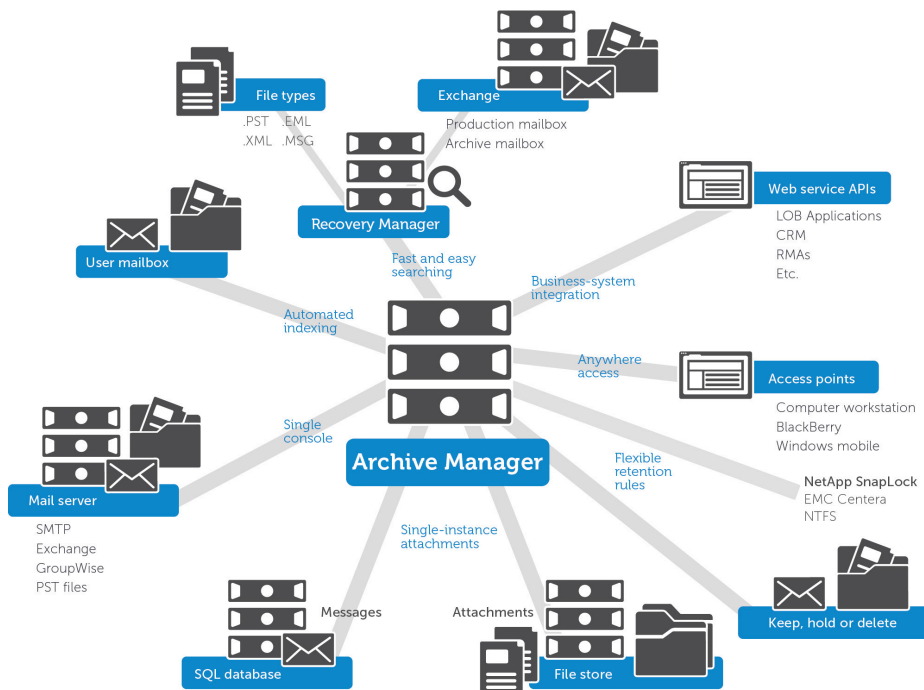 File types
.PST .EML
.XML .MSG
Exchange
Production mailbox
Archive mailbox
Recovery Manager
Web service APIs
LOB Applications
CRM
RMAs
Etc.
User mailbox
Fast and easy
searching
Business-system
integration
Automated
indexing
Anywhere
access
Access points
Computer workstation
BlackBerry
Windows mobile
Single
console
Archive Manager
Flexible
retention
rules
NetApp SnapLock
EMC Centera
NTFS
Mail server
SMTP
Exchange
GroupWise
PST files
Single-instance
attachments
Messages
Attachments
Keep, hold or delete
SQL database
File store